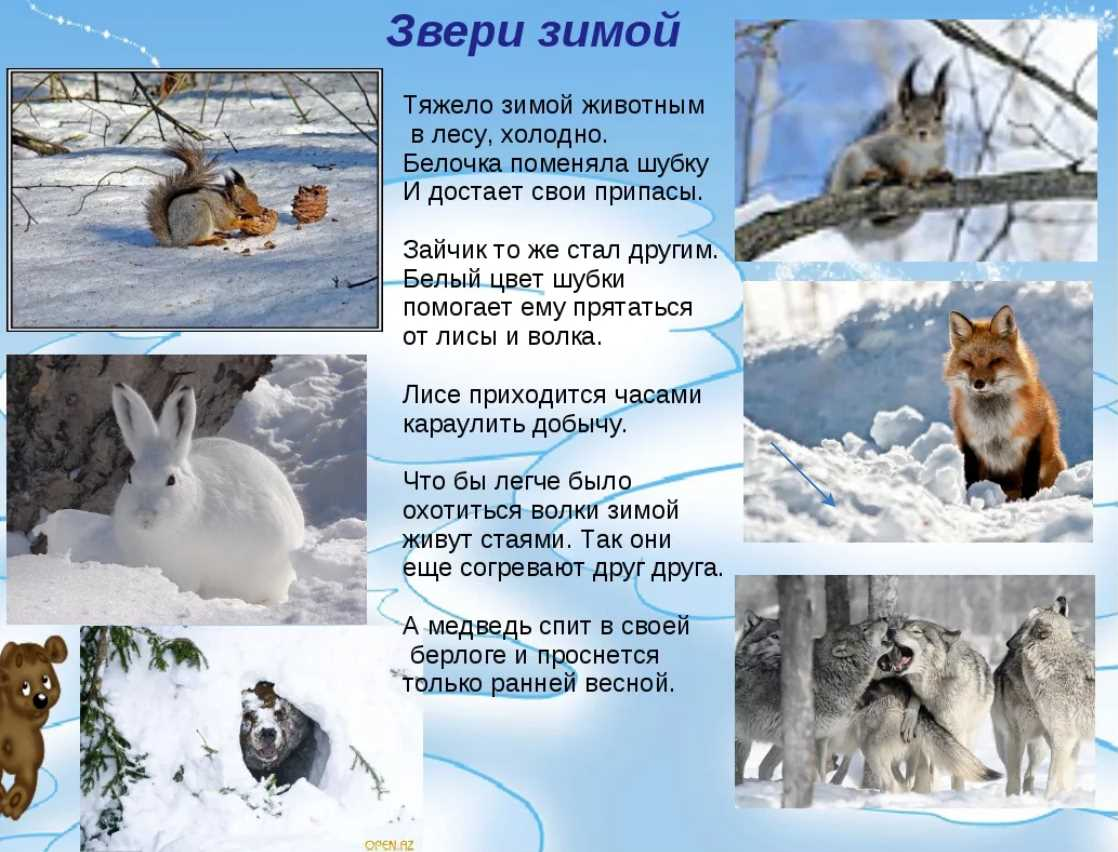 Звери зимой
Тяжело зимой животным
в лесу, холодно.
Белочка поменяла шубку
И достает свои припасы.
Зайчик то же стал другим.
Белый цвет шубки
помогает ему прятаться
от лисы и волка.
Лисе приходится часами
караулить добычу.
Что бы легче было
охотиться волки зимой
живут стаями. Так они
еще согревают друг друга.
А медведь спит в своей
берлоге и проснется
только ранней весной.
OPEN.AZ